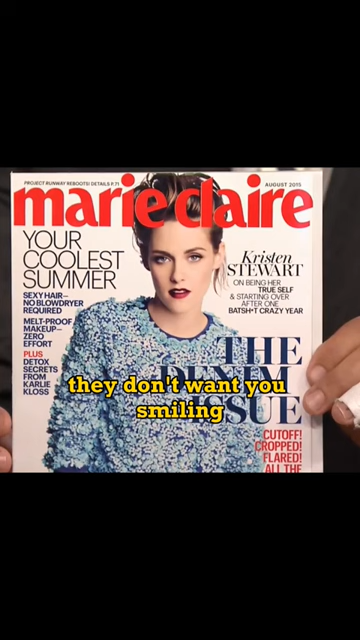 PROJECT RUNWAY REBOOTS! DETAILS P.71
AUGUST 2015
marie claire
YOUR
COOLEST
SUMMER
SEXY HAIR—
NO BLOWDRYER
REQUIRED
MELT-PROOF
MAKEUP—
ZERO
EFFORT
PLUS
DETOX
SECRETS
FROM
KARLIE
KLOSS
Kristen
STEWART
ON BEING HER
TRUE SELF
& STARTING OVER
AFTER ONE
BATSH*T CRAZY YEAR
THE
DENIM
ISSUE
they don't want you
smiling
CUTOFF!
CROPPED!
FLARED!
ALL THE